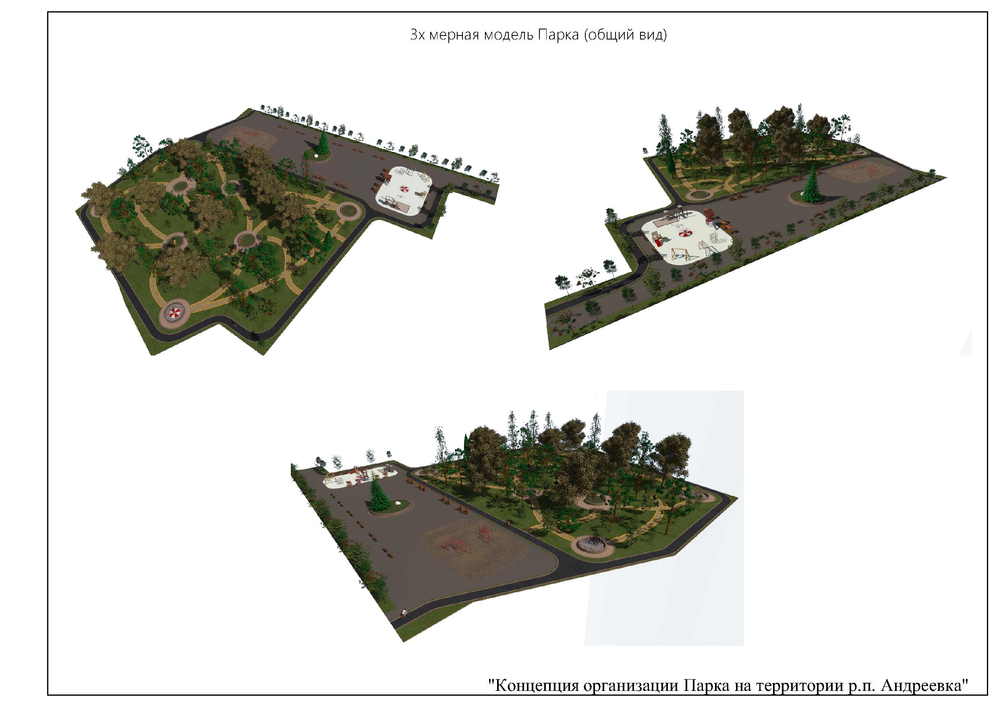 3х мерная модель Парка (общий вид)
"Концепция организации Парка на территории р.п. Андреевка"